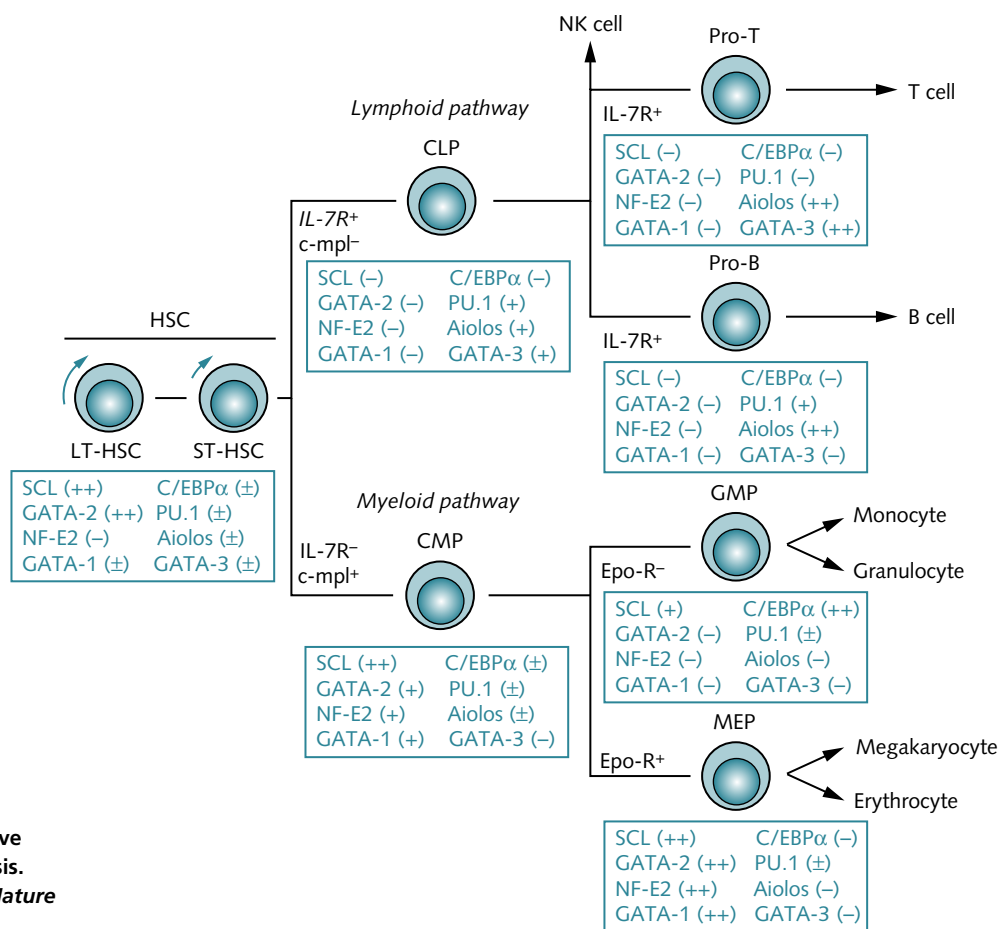 NK cell
Pro-T
T cell
IL-7R⁺
SCL (–) C/EBPα (–)
GATA-2 (–) PU.1 (–)
NF-E2 (–) Aiolos (++)
GATA-1 (–) GATA-3 (++)
Lymphoid pathway
CLP
IL-7R⁺
c-mpl⁻
SCL (–) C/EBPα (–)
GATA-2 (–) PU.1 (+)
NF-E2 (–) Aiolos (+)
GATA-1 (–) GATA-3 (+)
Pro-B
B cell
IL-7R⁺
SCL (–) C/EBPα (–)
GATA-2 (–) PU.1 (+)
NF-E2 (–) Aiolos (++)
GATA-1 (–) GATA-3 (–)
HSC
LT-HSC ST-HSC
SCL (++) C/EBPα (±)
GATA-2 (++) PU.1 (±)
NF-E2 (–) Aiolos (±)
GATA-1 (±) GATA-3 (±)
Myeloid pathway
CMP
IL-7R⁻
c-mpl⁺
SCL (++) C/EBPα (±)
GATA-2 (+) PU.1 (±)
NF-E2 (+) Aiolos (±)
GATA-1 (+) GATA-3 (–)
GMP
Monocyte
Granulocyte
Epo-R⁻
SCL (+) C/EBPα (++)
GATA-2 (–) PU.1 (±)
NF-E2 (–) Aiolos (–)
GATA-1 (–) GATA-3 (–)
MEP
Megakaryocyte
Erythrocyte
Epo-R⁺
SCL (++) C/EBPα (–)
GATA-2 (++) PU.1 (±)
NF-E2 (++) Aiolos (–)
GATA-1 (++) GATA-3 (–)
ve
sis.
lature